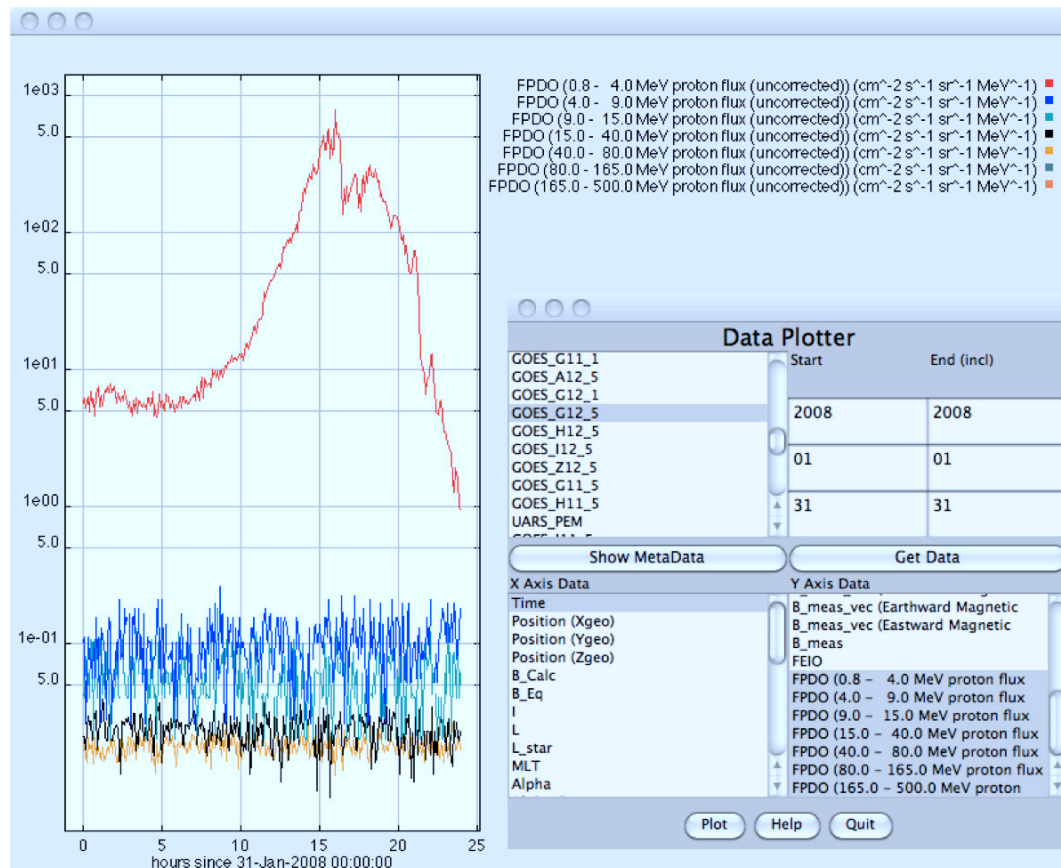 1e03
5.0
1e02
5.0
1e01
5.0
1e00
5.0
1e-01
5.0
0 5 10 15 20 25
hours since 31-Jan-2008 00:00:00
FPDO (0.8 - 4.0 MeV proton flux (uncorrected)) (cm^-2 s^-1 sr^-1 MeV^-1)
FPDO (4.0 - 9.0 MeV proton flux (uncorrected)) (cm^-2 s^-1 sr^-1 MeV^-1)
FPDO (9.0 - 15.0 MeV proton flux (uncorrected)) (cm^-2 s^-1 sr^-1 MeV^-1)
FPDO (15.0 - 40.0 MeV proton flux (uncorrected)) (cm^-2 s^-1 sr^-1 MeV^-1)
FPDO (40.0 - 80.0 MeV proton flux (uncorrected)) (cm^-2 s^-1 sr^-1 MeV^-1)
FPDO (80.0 - 165.0 MeV proton flux (uncorrected)) (cm^-2 s^-1 sr^-1 MeV^-1)
FPDO (165.0 - 500.0 MeV proton flux (uncorrected)) (cm^-2 s^-1 sr^-1 MeV^-1)
Data Plotter
GOES_G11_1
GOES_A12_5
GOES_G12_1
GOES_G12_5
GOES_H12_5
GOES_I12_5
GOES_Z12_5
GOES_G11_5
GOES_H11_5
UARS_PEM
Start End (incl)
2008 2008
01 01
31 31
Show MetaData
Get Data
X Axis Data
Time
Position (Xgeo)
Position (Ygeo)
Position (Zgeo)
B_Calc
B_Eq
I
L
L_star
MLT
Alpha
Y Axis Data
B_meas_vec (Earthward Magnetic
B_meas_vec (Eastward Magnetic
B_meas
FEIO
FPDO (0.8 - 4.0 MeV proton flux
FPDO (4.0 - 9.0 MeV proton flux
FPDO (9.0 - 15.0 MeV proton flux
FPDO (15.0 - 40.0 MeV proton flux
FPDO (40.0 - 80.0 MeV proton flux
FPDO (80.0 - 165.0 MeV proton flux
FPDO (165.0 - 500.0 MeV proton
Plot Help Quit